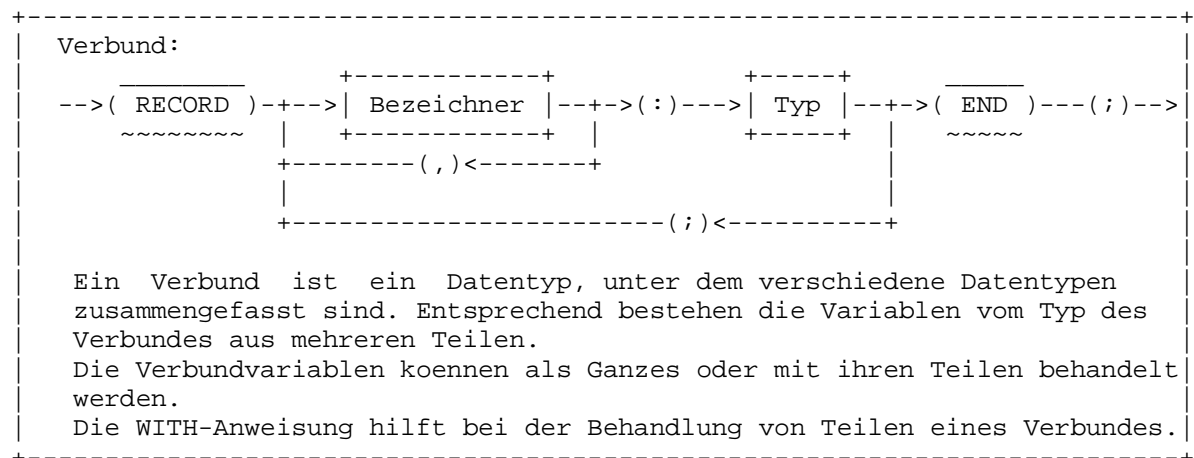 Verbund:
-->( RECORD )-+-->| Bezeichner |--+->(:)--->| Typ |--+->( END )---(;)-->
+--------(,)<-------+
+------------------------(;)<----------+
Ein Verbund ist ein Datentyp, unter dem verschiedene Datentypen
zusammengefasst sind. Entsprechend bestehen die Variablen vom Typ des
Verbundes aus mehreren Teilen.
Die Verbundvariablen koennen als Ganzes oder mit ihren Teilen behandelt
werden.
Die WITH-Anweisung hilft bei der Behandlung von Teilen eines Verbundes.